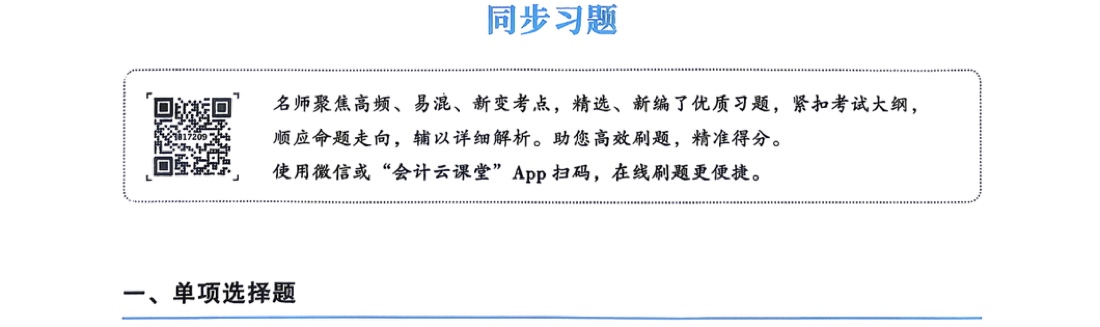 同步习题
名师聚焦高频、易混、新变考点，精选、新编了优质习题，紧扣考试大纲，
顺应命题走向，辅以详细解析。助您高效刷题，精准得分。
使用微信或“会计云课堂”App 扫码，在线刷题更便捷。
817209
一、单项选择题